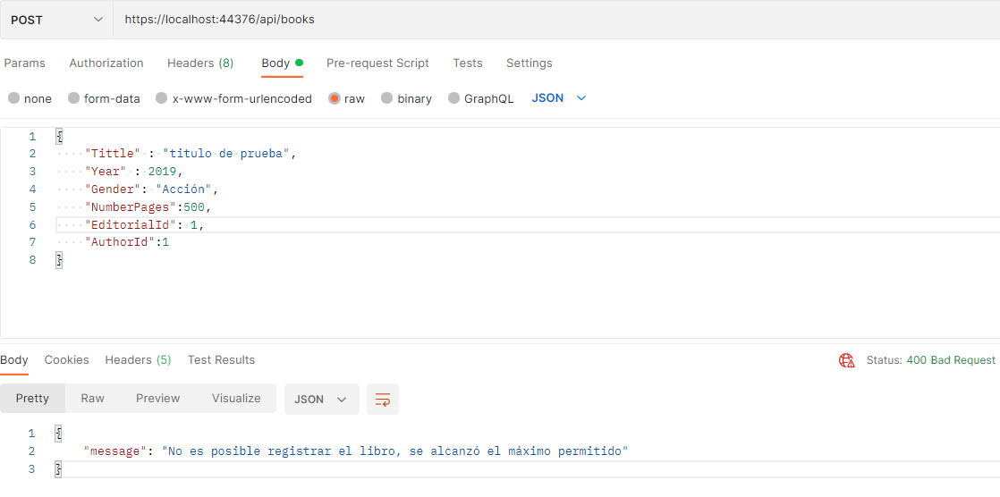 POST https://localhost:44376/api/books
Params Authorization Headers (8) Body Pre-request Script Tests Settings
none form-data x-www-form-urlencoded raw binary GraphQL JSON
1 {
2 ····"Tittle" : "titulo de prueba",
3 ····"Year" : 2019,
4 ····"Gender": "Acción",
5 ····"NumberPages":500,
6 ····"EditorialId": 1,
7 ····"AuthorId":1
8 }
Body Cookies Headers (5) Test Results Status: 400 Bad Request
Pretty Raw Preview Visualize JSON
1 {
2 "message": "No es posible registrar el libro, se alcanzó el máximo permitido"
3 }